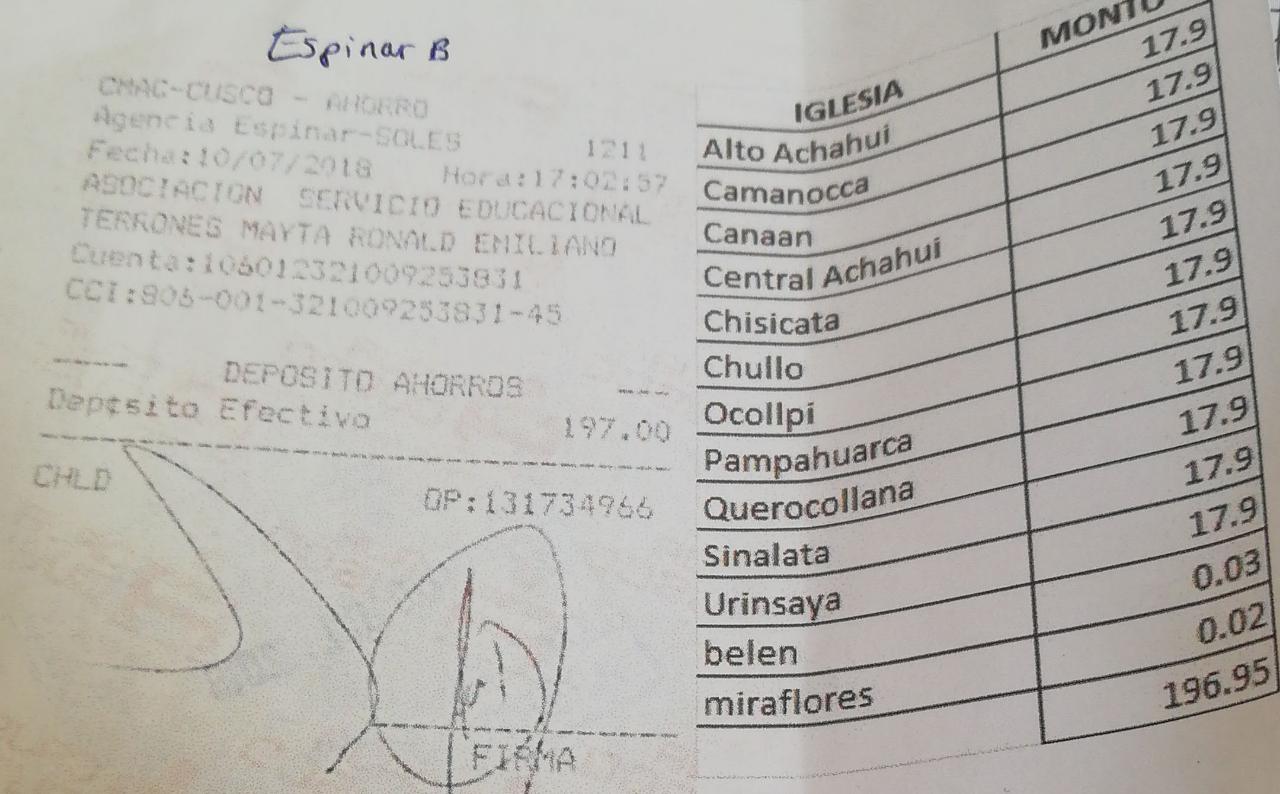 Espinar B
CMAC-CUSCO - AHORRO
Agencia Espinar-SOLES 1211
Fecha:10/07/2018 Hora:17:02:57
ASOCIACION SERVICIO EDUCACIONAL
TERRONES MAYTA RONALD EMILIANO
Cuenta:106012321009253831
CCI:806-001-321009253831-45
---- DEPOSITO AHORROS ---
Depósito Efectivo 197.00
CHLD
OP:131734966
FIRMA
IGLESIA MONTO
Alto Achahui 17.9
Camanocca 17.9
Canaan 17.9
Central Achahui 17.9
Chisicata 17.9
Chullo 17.9
Ocollpi 17.9
Pampahuarca 17.9
Querocollana 17.9
Sinalata 17.9
Urinsaya 17.9
belen 0.03
miraflores 0.02
196.95